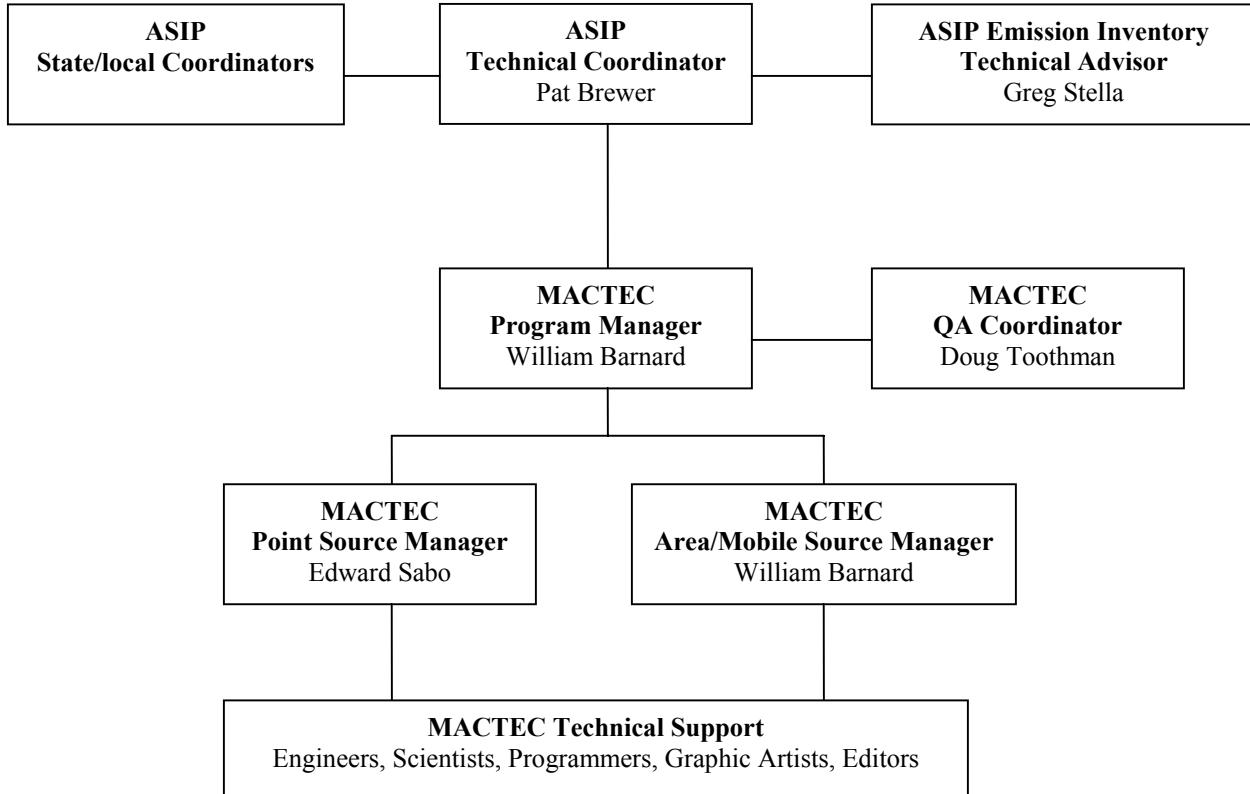 ASIP
State/local Coordinators
ASIP
Technical Coordinator
Pat Brewer
ASIP Emission Inventory
Technical Advisor
Greg Stella
MACTEC
Program Manager
William Barnard
MACTEC
QA Coordinator
Doug Toothman
MACTEC
Point Source Manager
Edward Sabo
MACTEC
Area/Mobile Source Manager
William Barnard
MACTEC Technical Support
Engineers, Scientists, Programmers, Graphic Artists, Editors